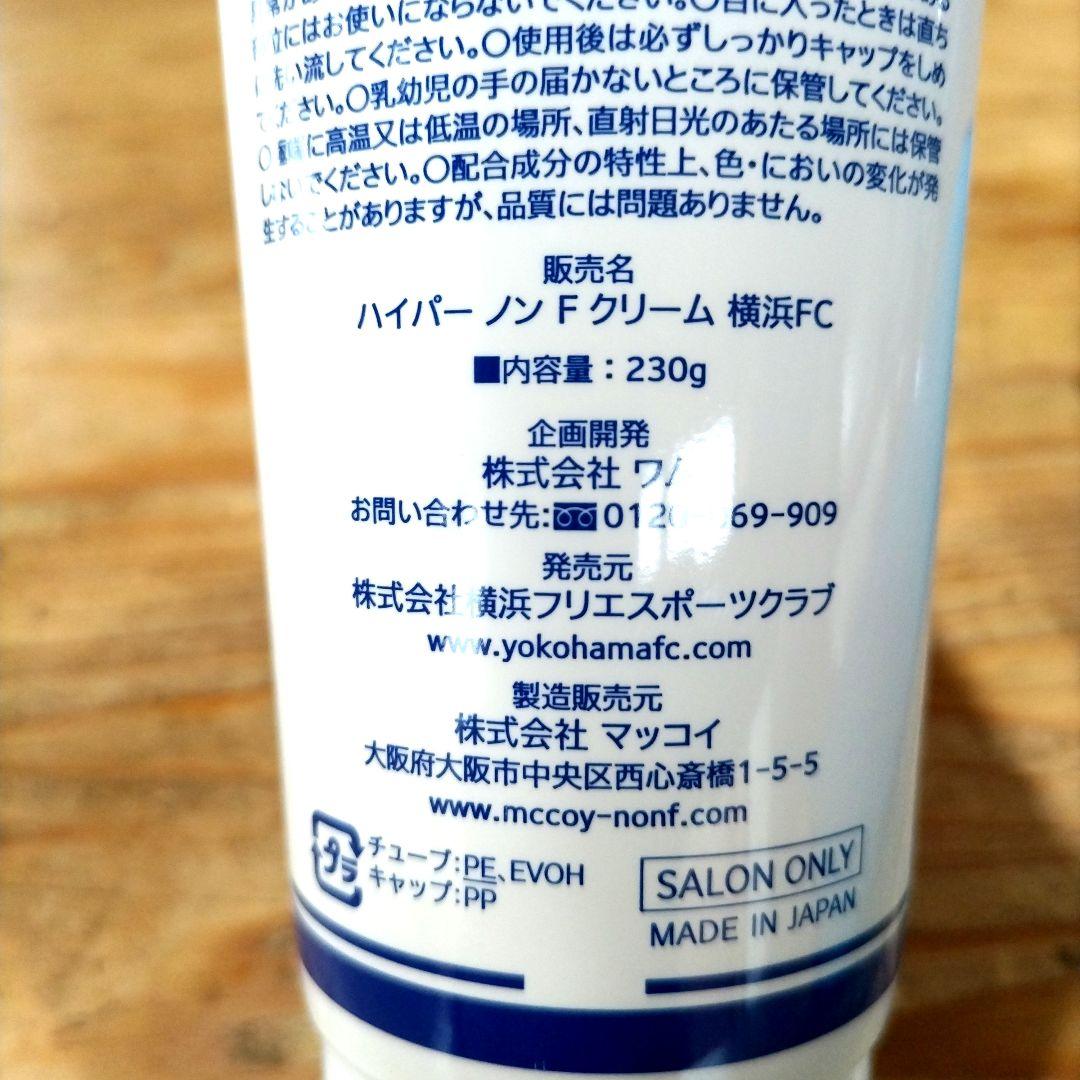 位にはお使いにならないでください。〇目に入ったときは直ち
洗い流してください。〇使用後は必ずしっかりキャップをしめ
てください。〇乳幼児の手の届かないところに保管してください。
〇極端に高温又は低温の場所、直射日光のあたる場所には保管
しないでください。〇配合成分の特性上、色・においの変化が発
生することがありますが、品質には問題ありません。
販売名
ハイパー ノン F クリーム 横浜FC
■内容量：230g
企画開発
株式会社
お問い合わせ先:
発売元
株式会社横浜フリエスポーツクラブ
www.yokohamafc.com
製造販売元
株式会社 マッコイ
大阪府大阪市中央区西心斎橋1-5-5
www.mccoy-nonf.com
プラ
チューブ:PE、EVOH
キャップ:PP
SALON ONLY
MADE IN JAPAN